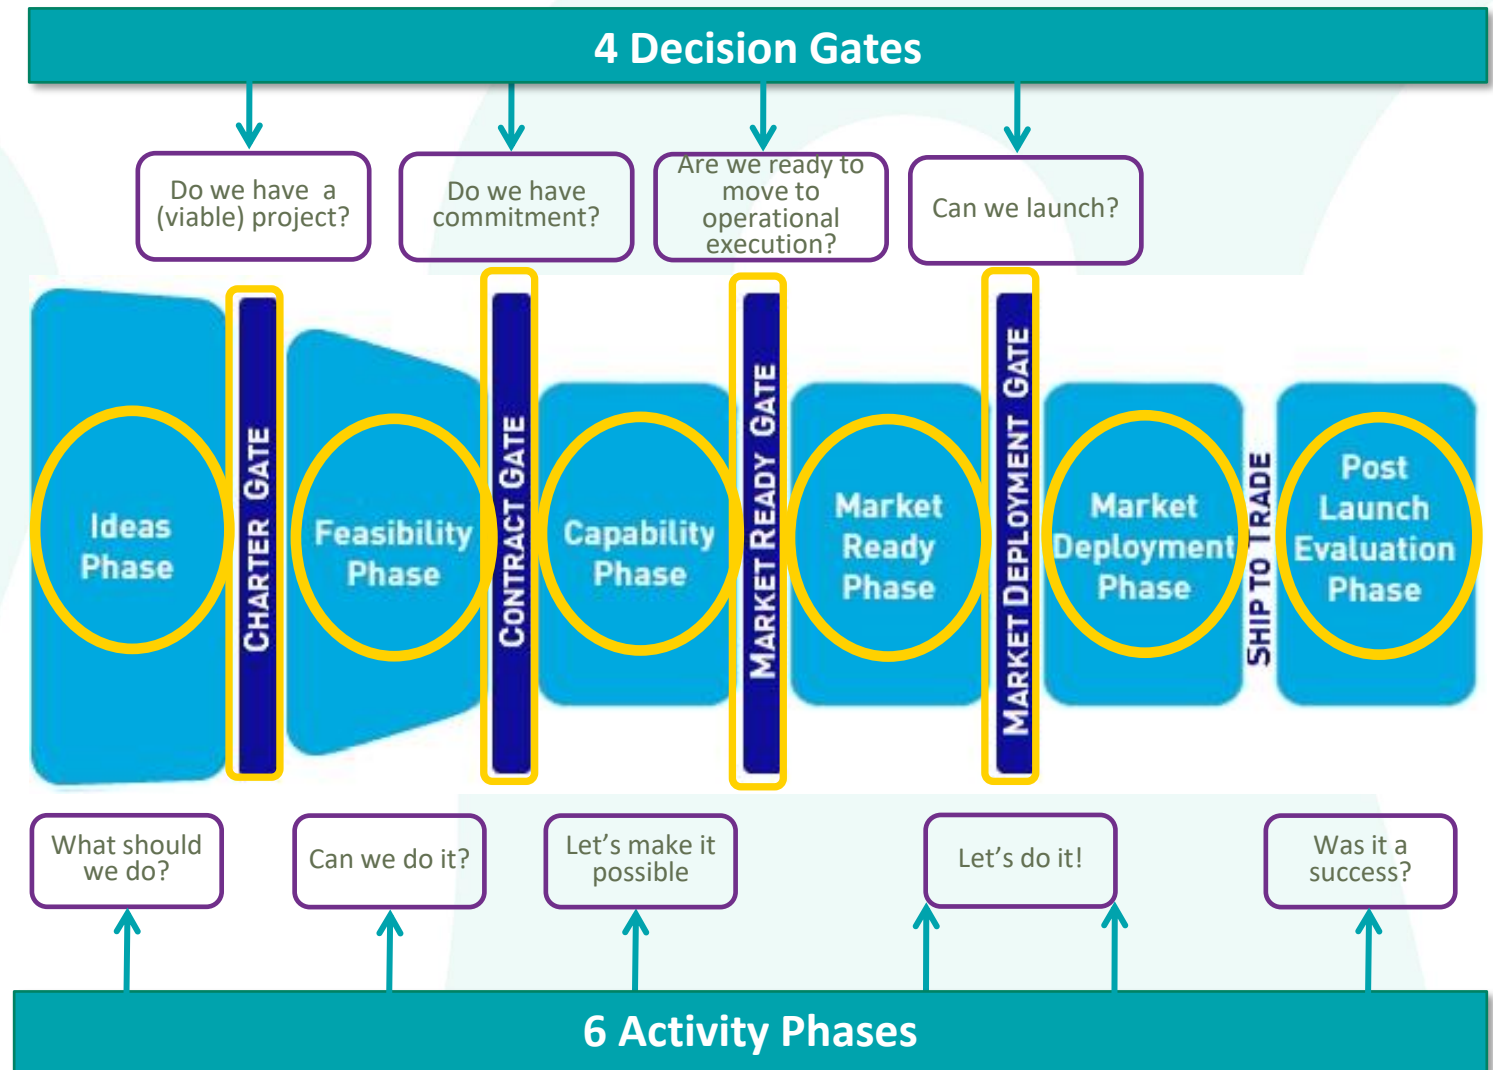 4 Decision Gates
Do we have  a
(viable) project?
Do we have
commitment?
Are we ready to
move to
operational
execution?
Can we launch?
Ideas
Phase
CHARTER GATE
Feasibility
Phase
CONTRACT GATE
Capability
Phase
MARKET READY GATE
Market
Ready
Phase
MARKET DEPLOYMENT GATE
Market
Deployment
Phase
SHIP TO TRADE
Post
Launch
Evaluation
Phase
What should
we do?
Can we do it?
Let’s make it
possible
Let’s do it!
Was it a
success?
6 Activity Phases